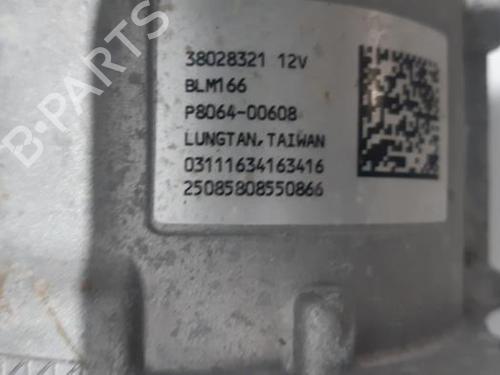 38028321 12V
BLM166
P8064-00608
LUNGTAN, TAIWAN
03111634163416
25085808550866
B-PARTS